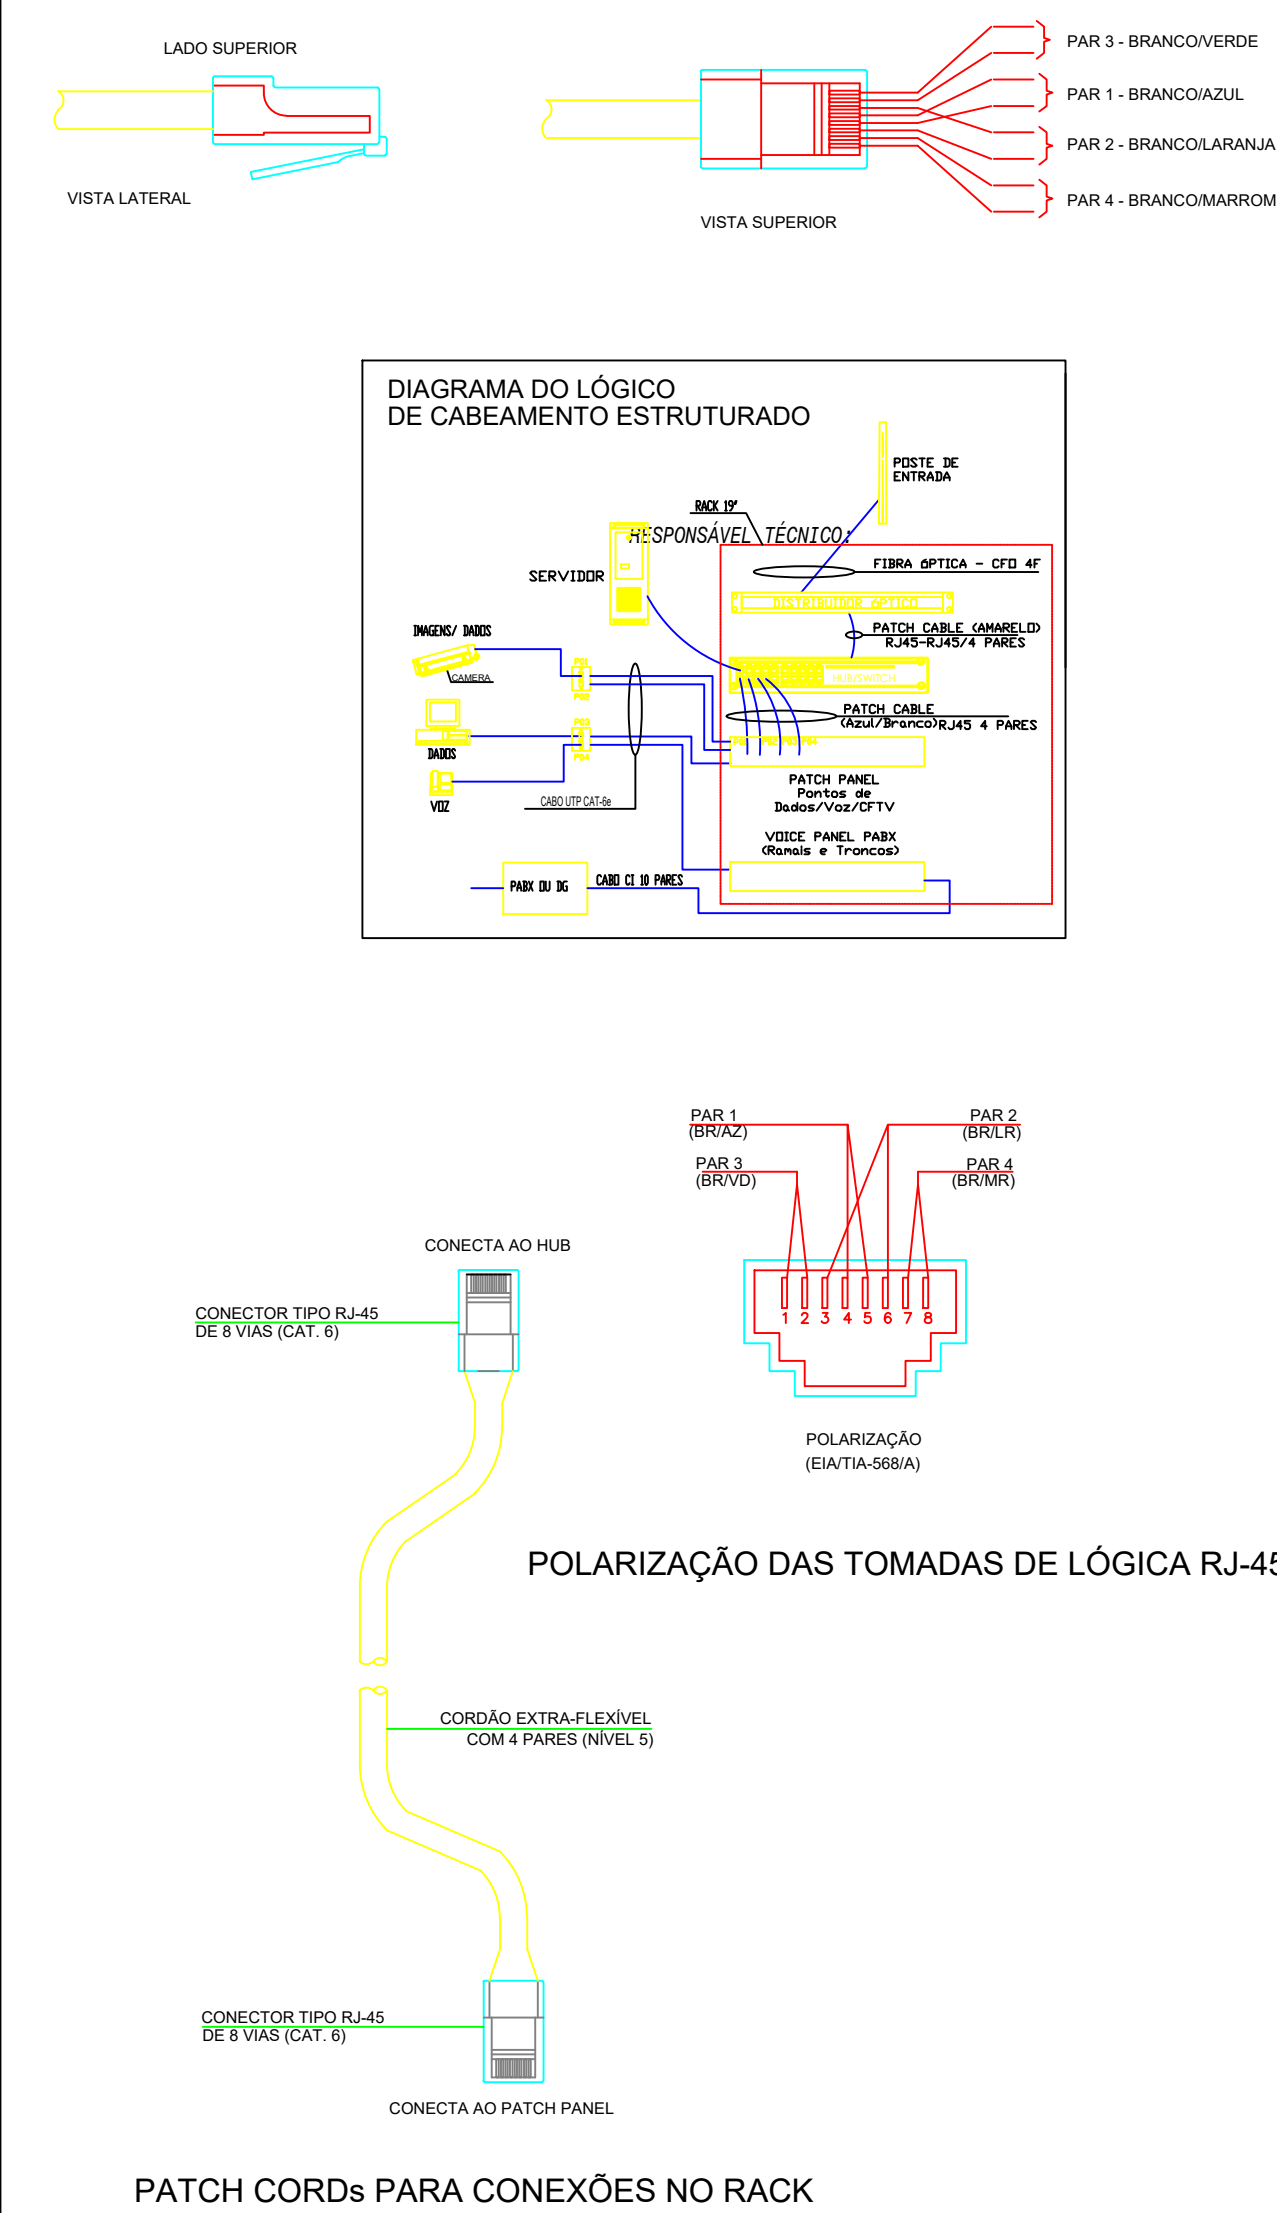 LADO SUPERIOR
VISTA LATERAL
PAR 3 - BRANCO/VERDE
PAR 1 - BRANCO/AZUL
PAR 2 - BRANCO/LARANJA
PAR 4 - BRANCO/MARROM
VISTA SUPERIOR
DIAGRAMA DO LÓGICO
DE CABEAMENTO ESTRUTURADO
POSTE DE
ENTRADA
RACK 19"
RESPONSÁVEL TÉCNICO:
FIBRA ÓPTICA - CFO 4F
SERVIDOR
DISTRIBUIDOR ÓPTICO
PATCH CABLE (AMARELO)
RJ45-RJ45/4 PARES
IMAGENS/ DADOS
CAMERA
P01
P02
HUB/SWITCH
PATCH CABLE
(Azul/Branco)RJ45 4 PARES
P03
P04
P01 P02 P03 P04
DADOS
VOZ
CABO UTP CAT-6e
PATCH PANEL
Pontos de
Dados/Voz/CFTV
VOICE PANEL PABX
(Ramais e Troncos)
PABX OU DG
CABO CI 10 PARES
PAR 1
(BR/AZ)
PAR 2
(BR/LR)
PAR 3
(BR/VD)
PAR 4
(BR/MR)
1 2 3 4 5 6 7 8
POLARIZAÇÃO
(EIA/TIA-568/A)
POLARIZAÇÃO DAS TOMADAS DE LÓGICA RJ-45
CONECTA AO HUB
CONECTOR TIPO RJ-45
DE 8 VIAS (CAT. 6)
CORDÃO EXTRA-FLEXÍVEL
COM 4 PARES (NÍVEL 5)
CONECTOR TIPO RJ-45
DE 8 VIAS (CAT. 6)
CONECTA AO PATCH PANEL
PATCH CORDs PARA CONEXÕES NO RACK